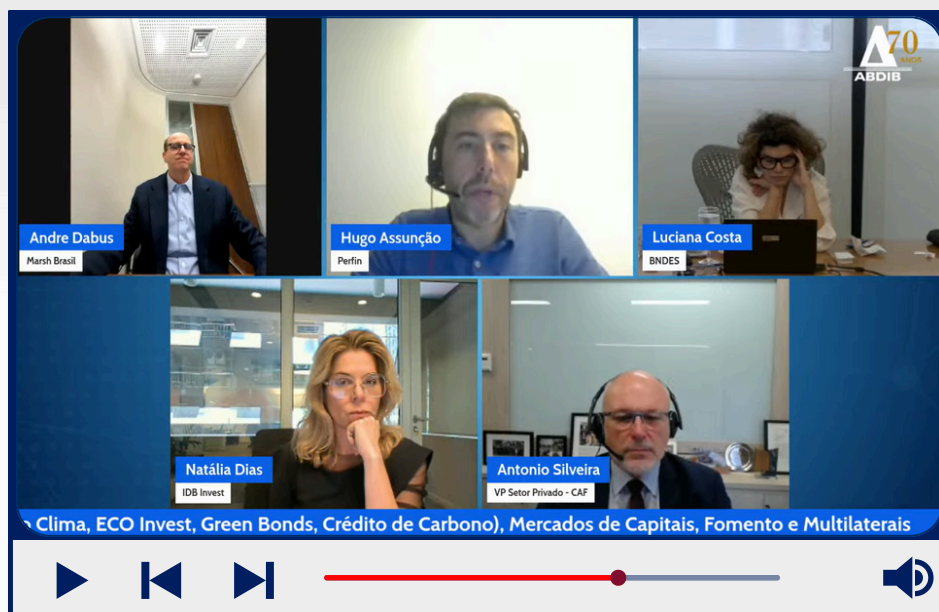 70
ANOS
ABDIB
Andre Dabus
Marsh Brasil
Hugo Assunção
Perfin
Luciana Costa
BNDES
Natália Dias
IDB Invest
Antonio Silveira
VP Setor Privado - CAF
Clima, ECO Invest, Green Bonds, Crédito de Carbono), Mercados de Capitais, Fomento e Multilaterais